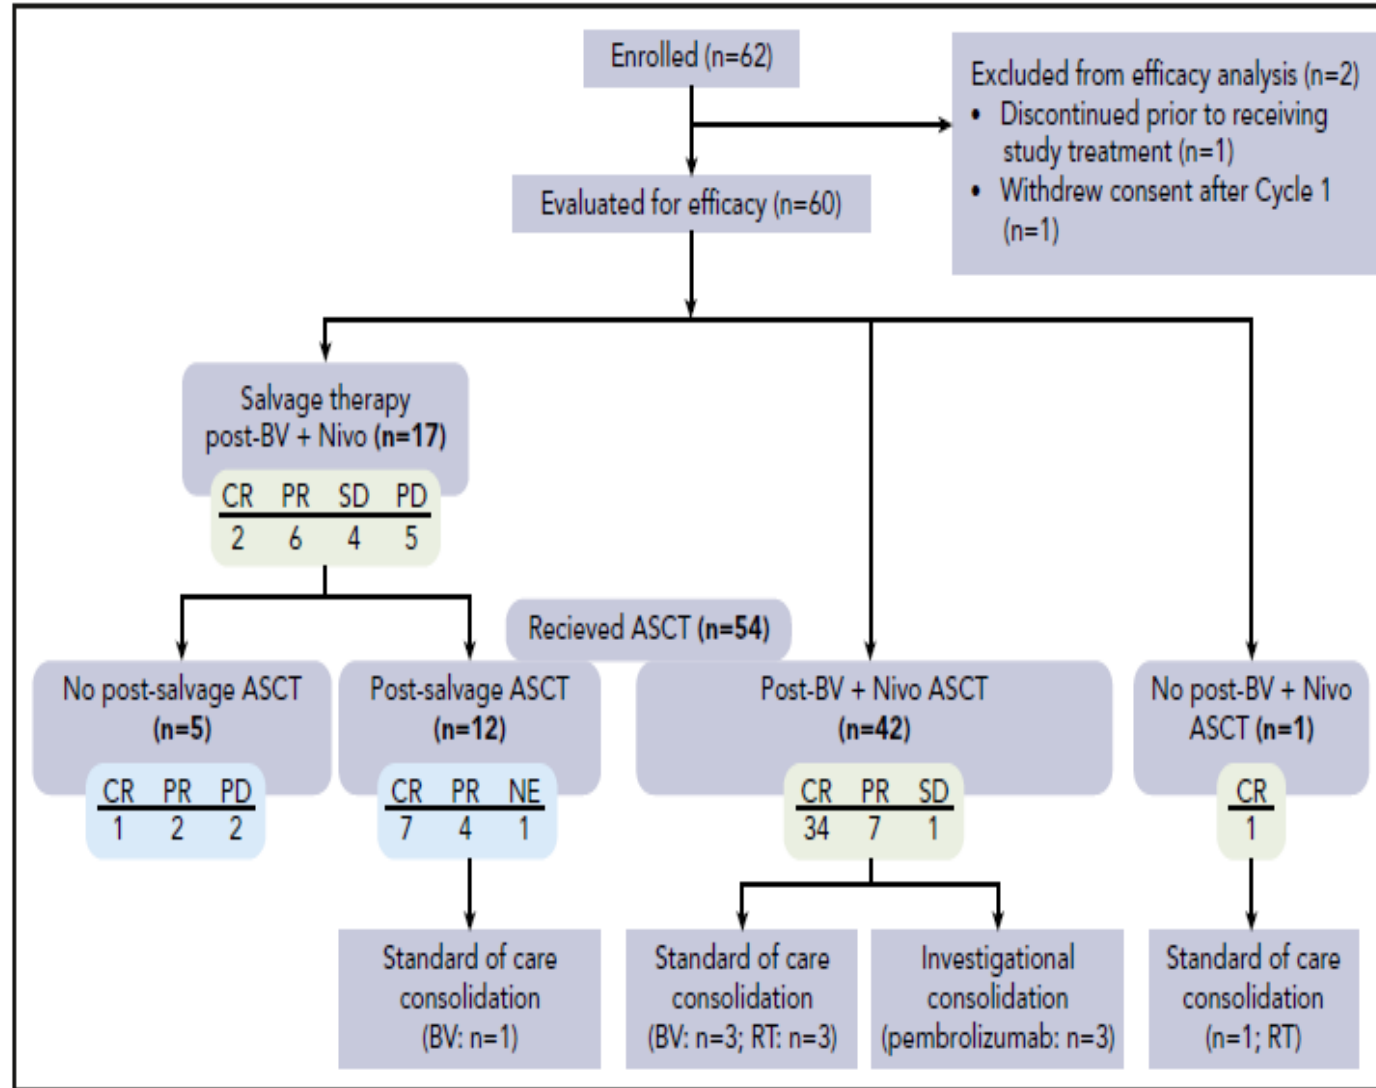 Enrolled (n=62)
Excluded from efficacy analysis (n=2)
• Discontinued prior to receiving
study treatment (n=1)
• Withdrew consent after Cycle 1
(n=1)
Evaluated for efficacy (n=60)
Salvage therapy
post-BV + Nivo (n=17)
CR PR SD PD
2 6 4 5
Recieved ASCT (n=54)
No post-salvage ASCT
(n=5)
CR PR PD
1 2 2
Post-salvage ASCT
(n=12)
CR PR NE
7 4 1
Post-BV + Nivo ASCT
(n=42)
CR PR SD
34 7 1
No post-BV + Nivo
ASCT (n=1)
CR
1
Standard of care
consolidation
(BV: n=1)
Standard of care
consolidation
(BV: n=3; RT: n=3)
Investigational
consolidation
(pembrolizumab: n=3)
Standard of care
consolidation
(n=1; RT)